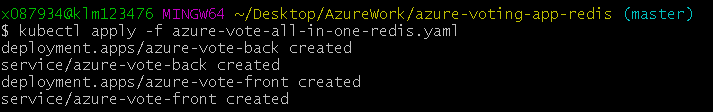 x087934@klm123476 MINGW64 ~/Desktop/AzureWork/azure-voting-app-redis (master)
$ kubectl apply -f azure-vote-all-in-one-redis.yaml
deployment.apps/azure-vote-back created
service/azure-vote-back created
deployment.apps/azure-vote-front created
service/azure-vote-front created